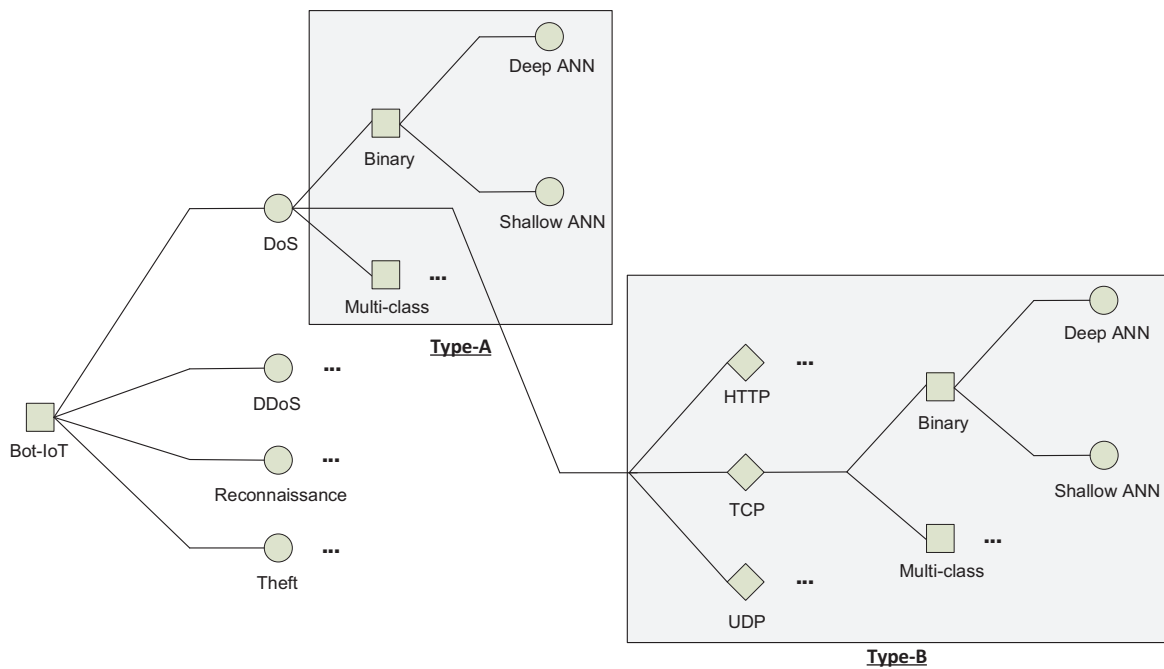 Deep ANN
Binary
Shallow ANN
DoS
Multi-class
...
Type-A
Deep ANN
...
DDoS
HTTP
...
Binary
Bot-IoT
...
Reconnaissance
TCP
Shallow ANN
...
Theft
Multi-class
...
UDP
...
Type-B